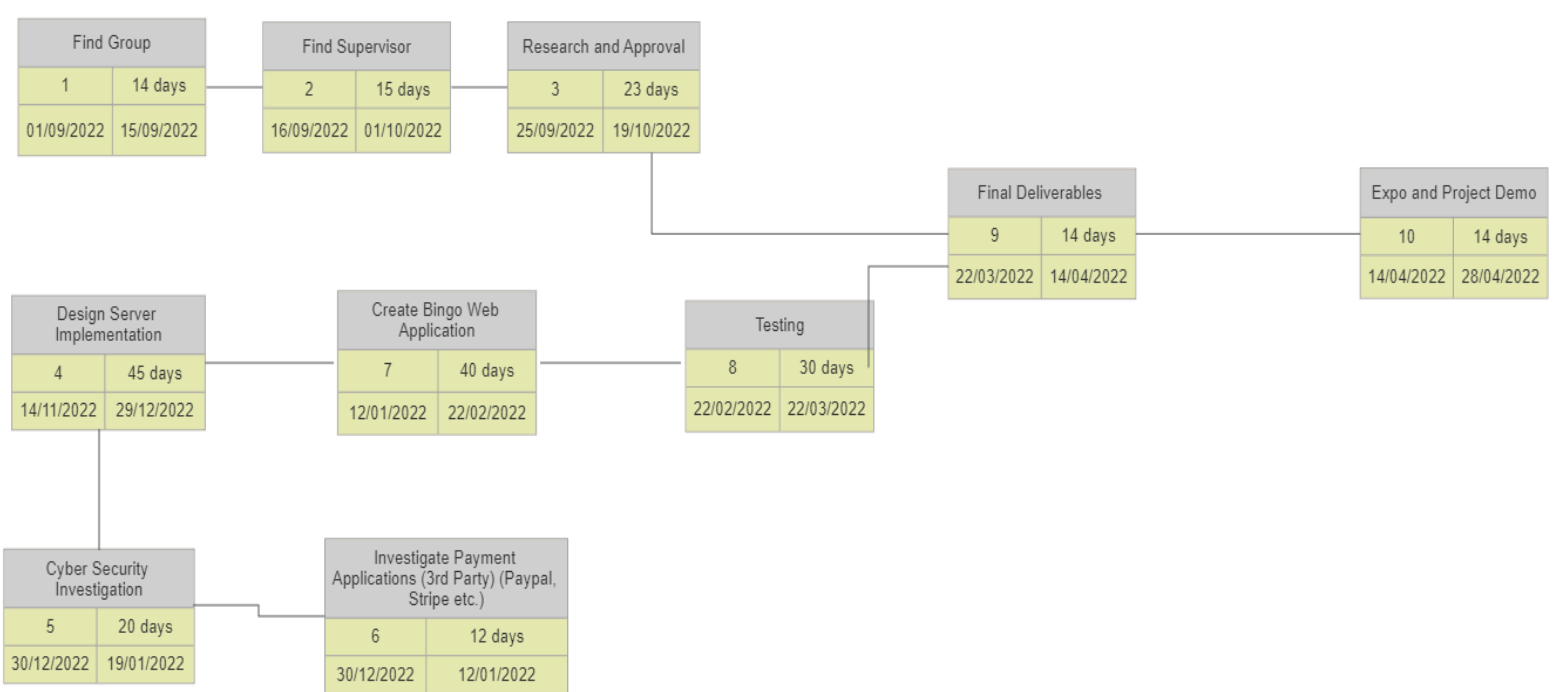 Find Group
1 14 days
01/09/2022 15/09/2022
Find Supervisor
2 15 days
16/09/2022 01/10/2022
Research and Approval
3 23 days
25/09/2022 19/10/2022
Final Deliverables
9 14 days
22/03/2022 14/04/2022
Expo and Project Demo
10 14 days
14/04/2022 28/04/2022
Design Server
Implementation
4 45 days
14/11/2022 29/12/2022
Create Bingo Web
Application
7 40 days
12/01/2022 22/02/2022
Testing
8 30 days
22/02/2022 22/03/2022
Cyber Security
Investigation
5 20 days
30/12/2022 19/01/2022
Investigate Payment
Applications (3rd Party) (Paypal,
Stripe etc.)
6 12 days
30/12/2022 12/01/2022